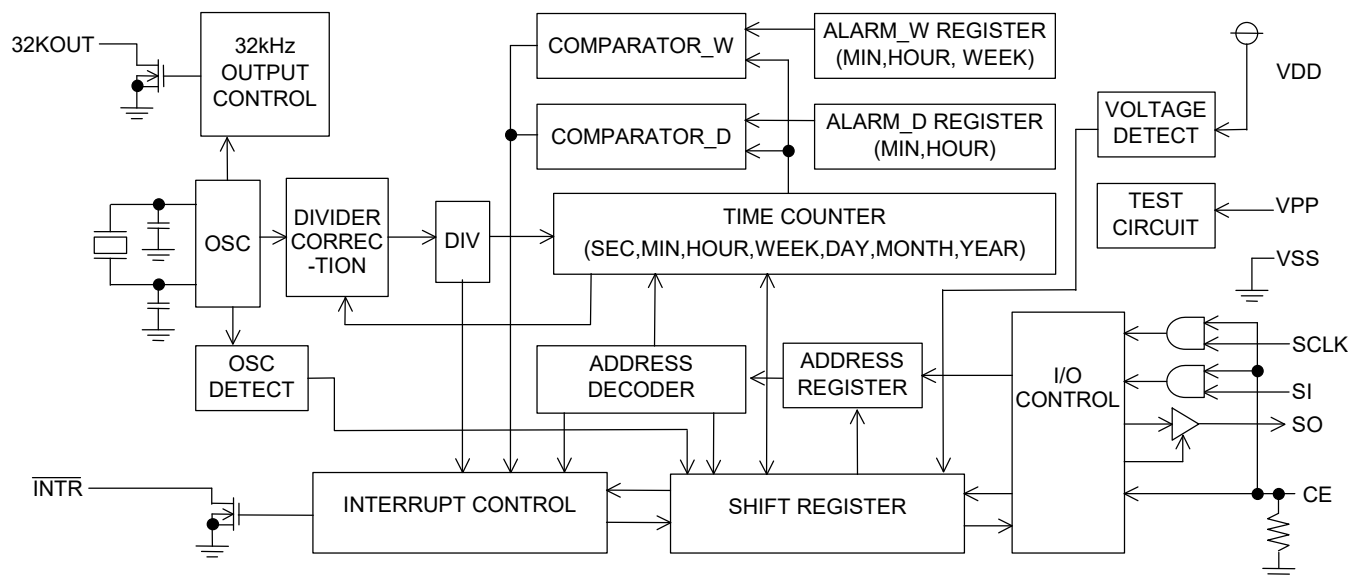 32KOUT
32kHz
OUTPUT
CONTROL
COMPARATOR_W
ALARM_W REGISTER
(MIN,HOUR, WEEK)
VDD
COMPARATOR_D
ALARM_D REGISTER
(MIN,HOUR)
VOLTAGE
DETECT
OSC
DIVIDER
CORREC
-TION
DIV
TIME COUNTER
(SEC,MIN,HOUR,WEEK,DAY,MONTH,YEAR)
TEST
CIRCUIT
VPP
VSS
OSC
DETECT
ADDRESS
DECODER
ADDRESS
REGISTER
I/O
CONTROL
SCLK
SI
SO
INTR
INTERRUPT CONTROL
SHIFT REGISTER
CE